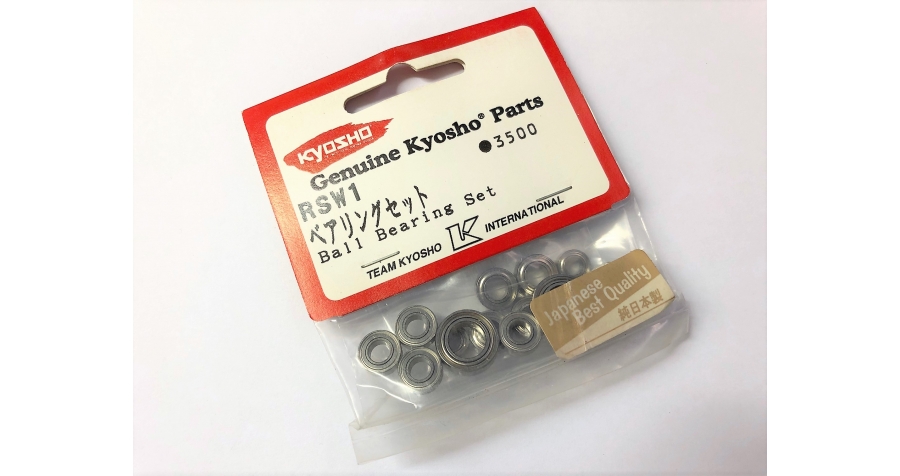 KYOSHO
Genuine Kyosho® Parts
●3500
RSW1
ベアリングセット
Ball Bearing Set
TEAM KYOSHO K INTERNATIONAL
Japanese
Best Quality
純日本製